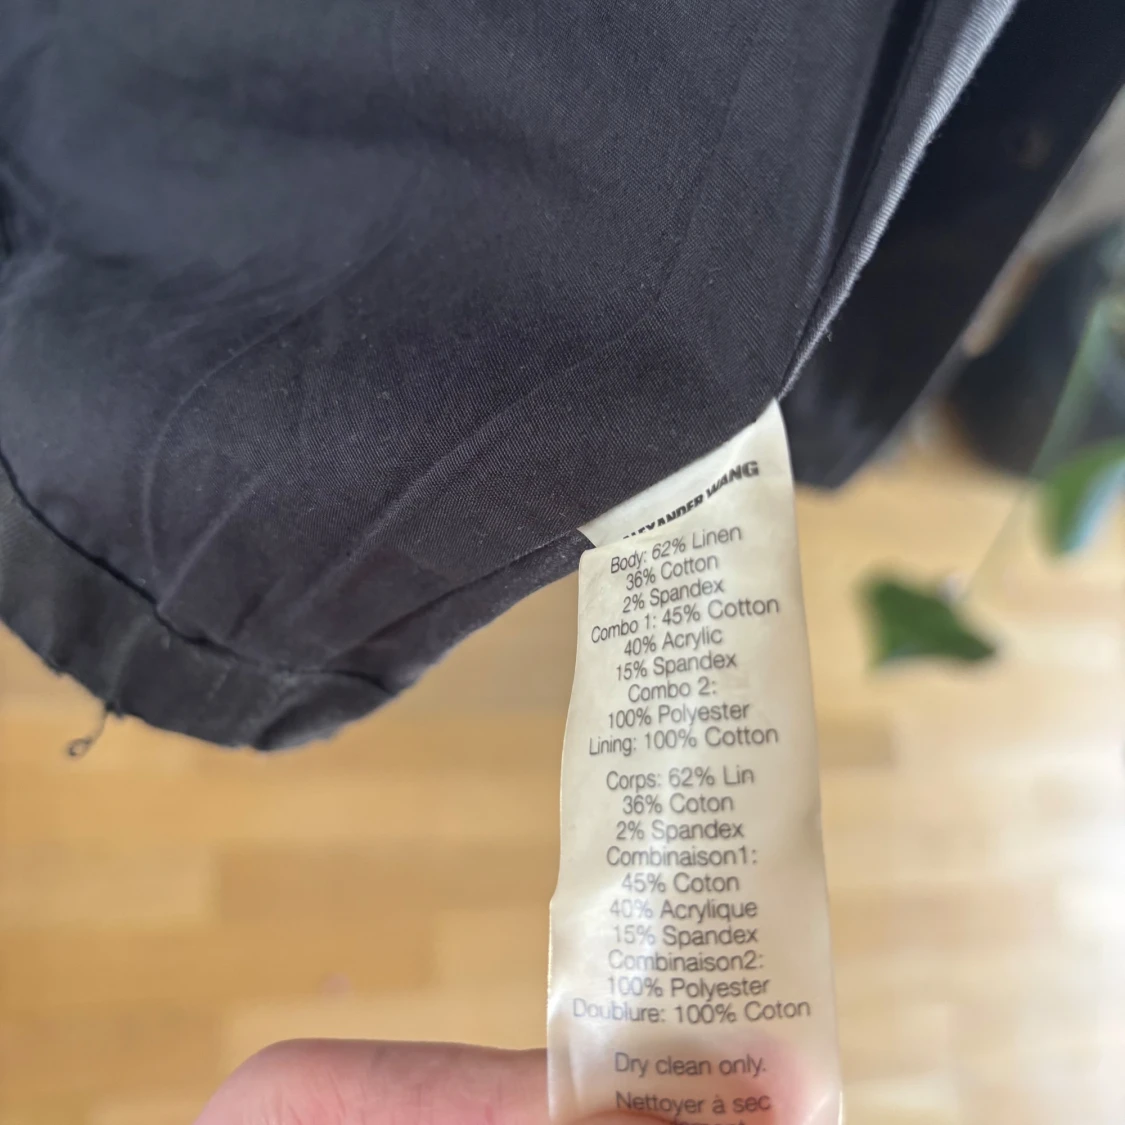 ALEXANDER WANG
Body: 62% Linen
36% Cotton
2% Spandex
Combo 1: 45% Cotton
40% Acrylic
15% Spandex
Combo 2:
100% Polyester
Lining: 100% Cotton
Corps: 62% Lin
36% Coton
2% Spandex
Combinaison1:
45% Coton
40% Acrylique
15% Spandex
Combinaison2:
100% Polyester
Doublure: 100% Coton
Dry clean only.
Nettoyer à sec